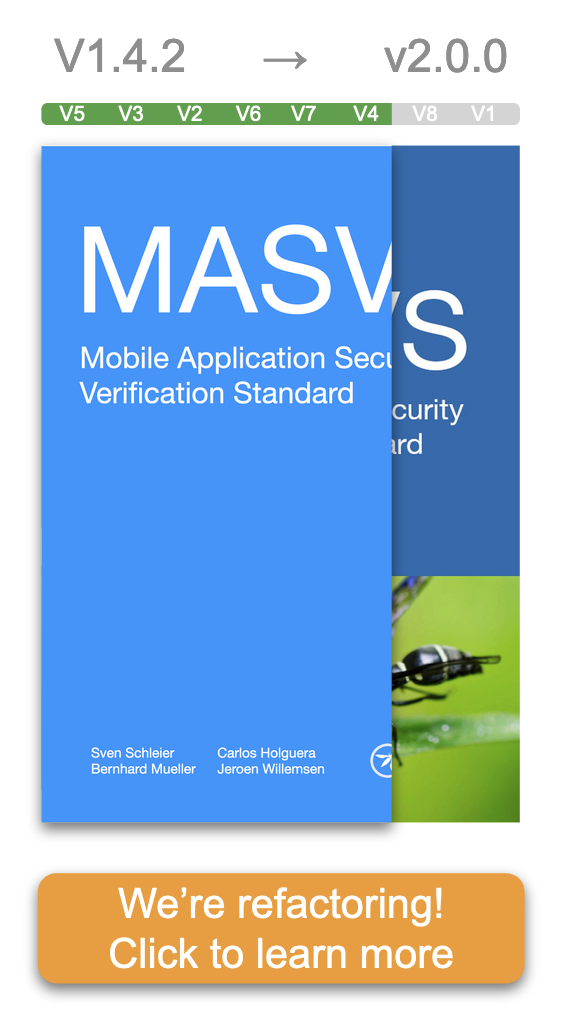 V1.4.2 → v2.0.0
V5 V3 V2 V6 V7 V4 V8 V1
MASV
VS
Mobile Application Secu
Verification Standard
curity
ard
Sven Schleier Carlos Holguera
Bernhard Mueller Jeroen Willemsen
We’re refactoring!
Click to learn more